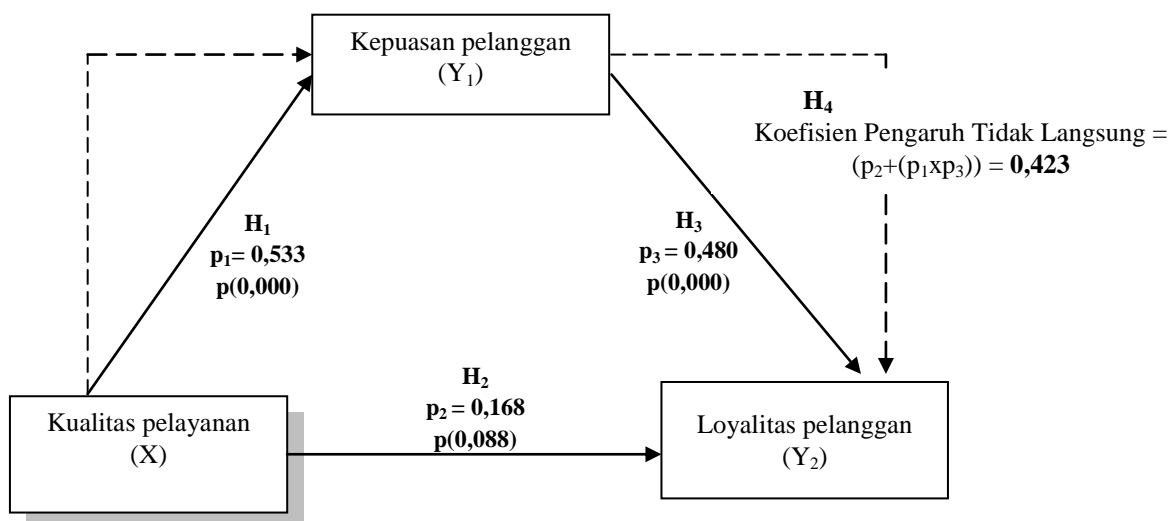 Kepuasan pelanggan
(Y₁)
H₄
Koefisien Pengaruh Tidak Langsung =
(p₂+(p₁xp₃)) = 0,423
H₁
p₁= 0,533
p(0,000)
H₃
p₃ = 0,480
p(0,000)
H₂
p₂ = 0,168
p(0,088)
Kualitas pelayanan
(X)
Loyalitas pelanggan
(Y₂)